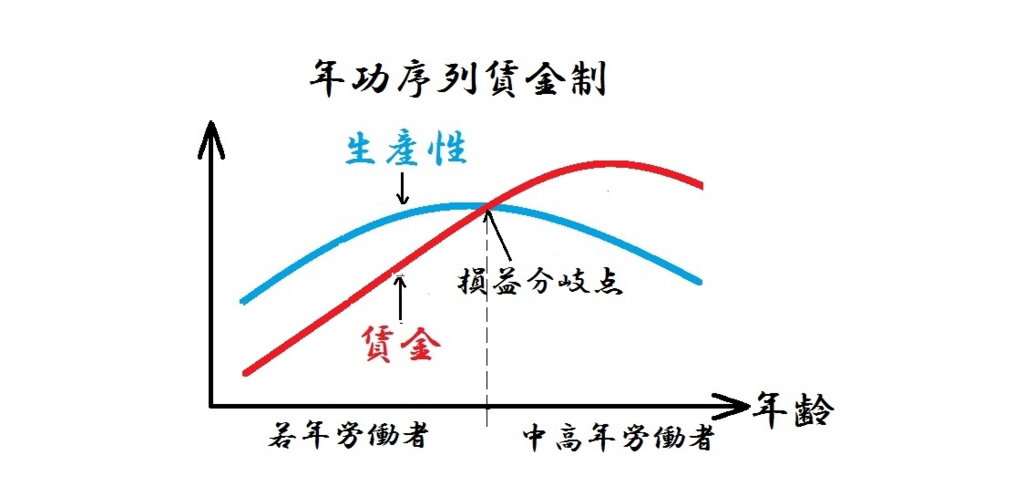 年功序列賃金制
生産性
損益分岐点
賃金
年齢
若年労働者
中高年労働者